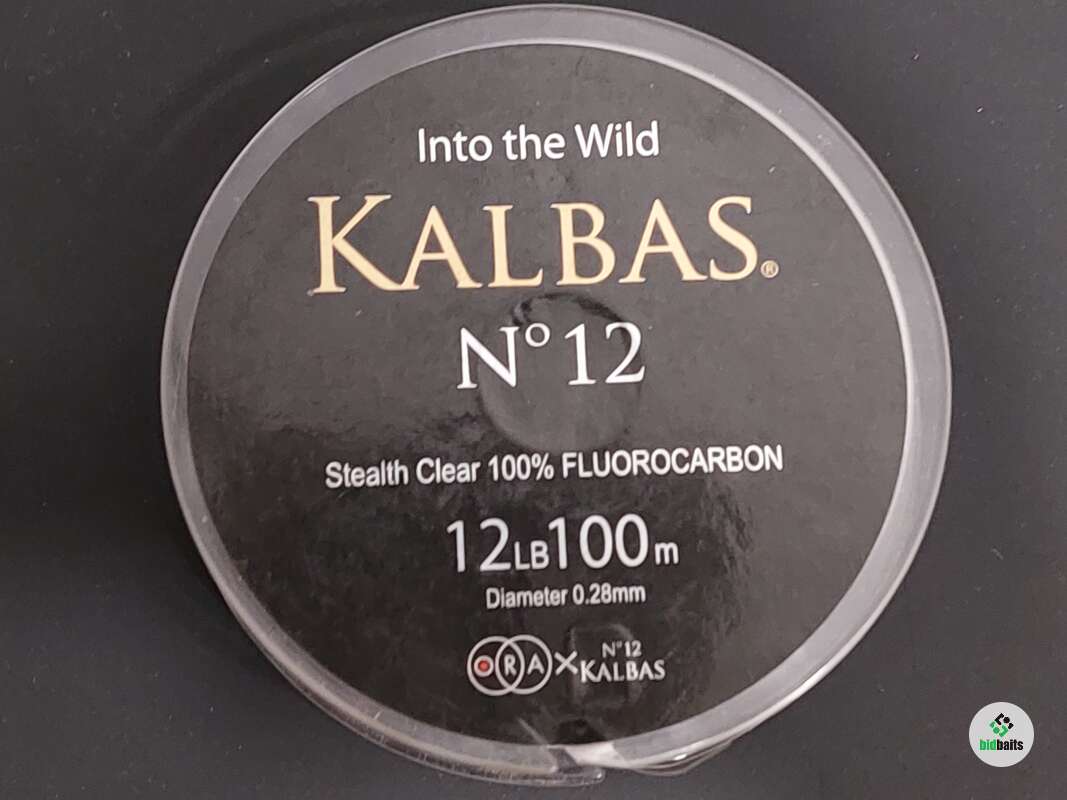 Into the Wild
KALBAS®
N° 12
Stealth Clear 100% FLUOROCARBON
12LB100m
Diameter 0.28mm
ORA × N°12 KALBAS
bidbaits